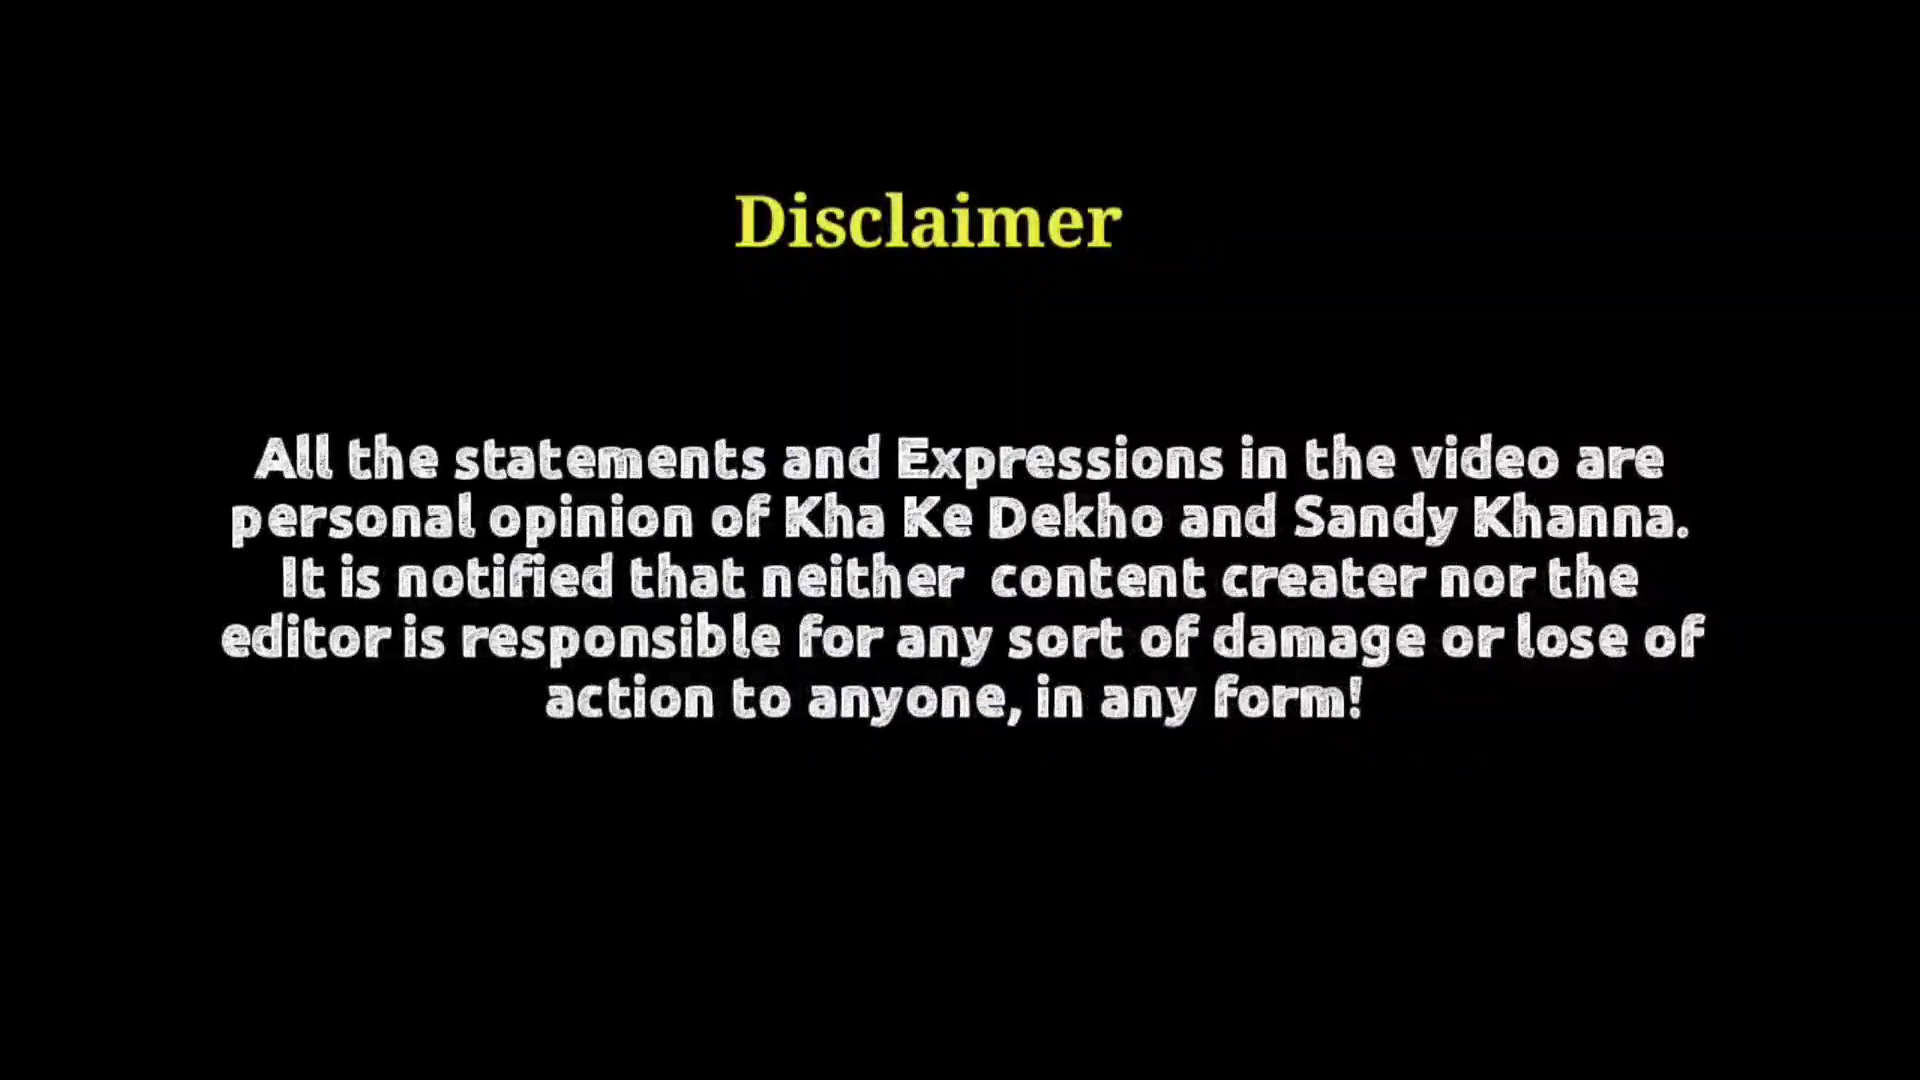 Disclaimer
All the statements and Expressions in the video are
personal opinion of Kha Ke Dekho and Sandy Khanna.
It is notified that neither  content creater nor the
editor is responsible for any sort of damage or lose of
action to anyone, in any form!